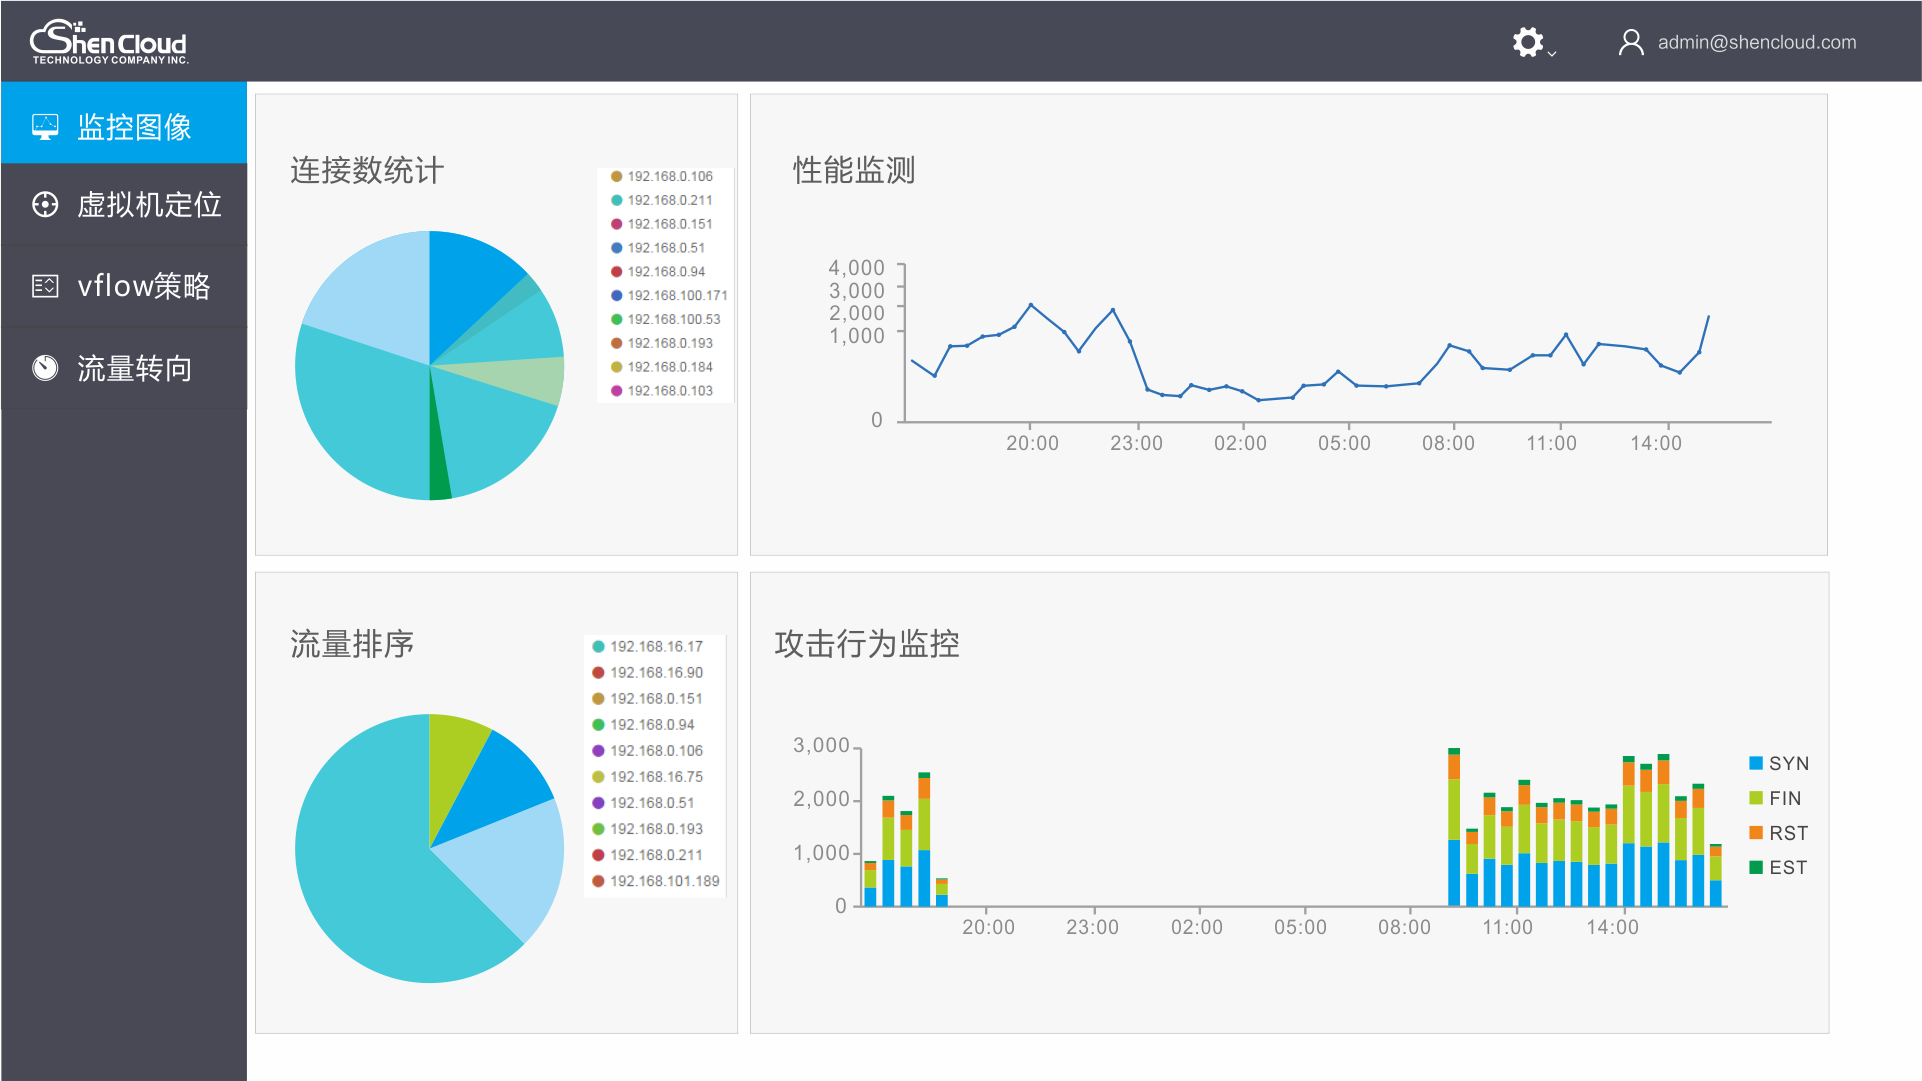 Shen Cloud
TECHNOLOGY COMPANY INC.
admin@shencloud.com
监控图像
虚拟机定位
vflow策略
流量转向
连接数统计
192.168.0.106
192.168.0.211
192.168.0.151
192.168.0.51
192.168.0.94
192.168.100.171
192.168.100.53
192.168.0.193
192.168.0.184
192.168.0.103
性能监测
4,000
3,000
2,000
1,000
0
20:00 23:00 02:00 05:00 08:00 11:00 14:00
流量排序
192.168.16.17
192.168.16.90
192.168.0.151
192.168.0.94
192.168.0.106
192.168.16.75
192.168.0.51
192.168.0.193
192.168.0.211
192.168.101.189
攻击行为监控
3,000
2,000
1,000
0
20:00 23:00 02:00 05:00 08:00 11:00 14:00
SYN
FIN
RST
EST